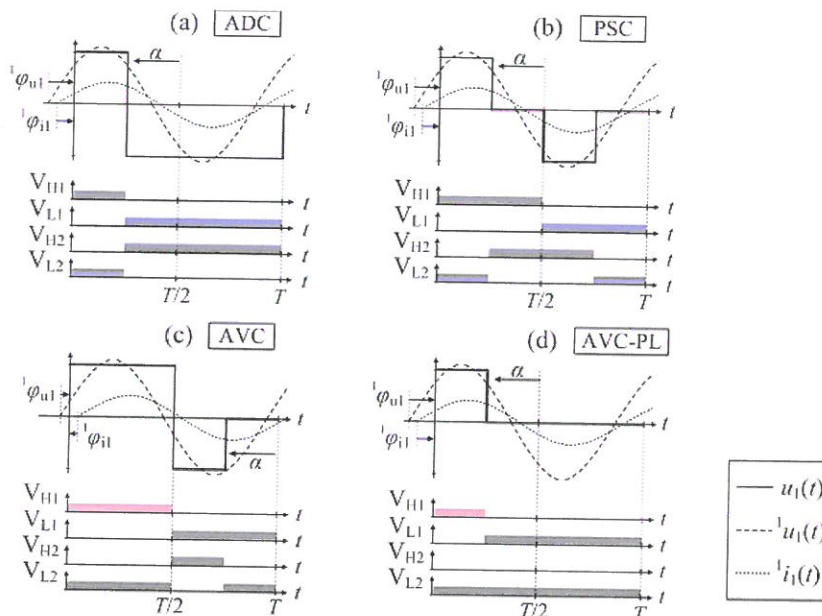 (a) ADC
α
¹φu1
t
¹φi1
VH1
t
VL1
t
VH2
t
VL2
t
T/2
T
(b) PSC
α
¹φu1
t
¹φi1
VH1
t
VL1
t
VH2
t
VL2
t
T/2
T
(c) AVC
¹φu1
t
¹φi1
α
VH1
t
VL1
t
VH2
t
VL2
t
T/2
T
(d) AVC-PL
α
¹φu1
t
¹φi1
VH1
t
VL1
t
VH2
t
VL2
t
T/2
T
u1(t)
¹u1(t)
¹i1(t)